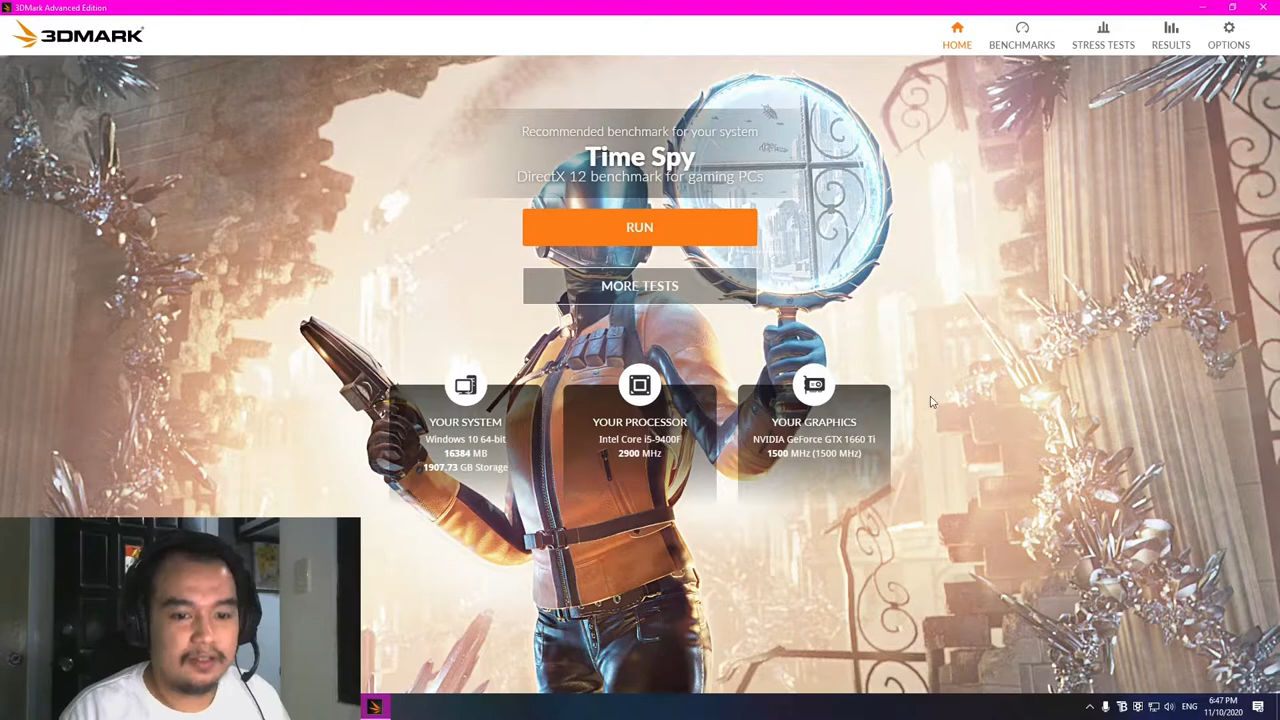 3DMark Advanced Edition
3DMARK
HOME
BENCHMARKS
STRESS TESTS
RESULTS
OPTIONS
Recommended benchmark for your system
Time Spy
DirectX 12 benchmark for gaming PCs
RUN
MORE TESTS
YOUR SYSTEM
Windows 10 64-bit
16384 MB
1907.73 GB Storage
YOUR PROCESSOR
Intel Core i5-9400F
2900 MHz
YOUR GRAPHICS
NVIDIA GeForce GTX 1660 Ti
1500 MHz (1500 MHz)
ENG
6:47 PM
11/10/2020